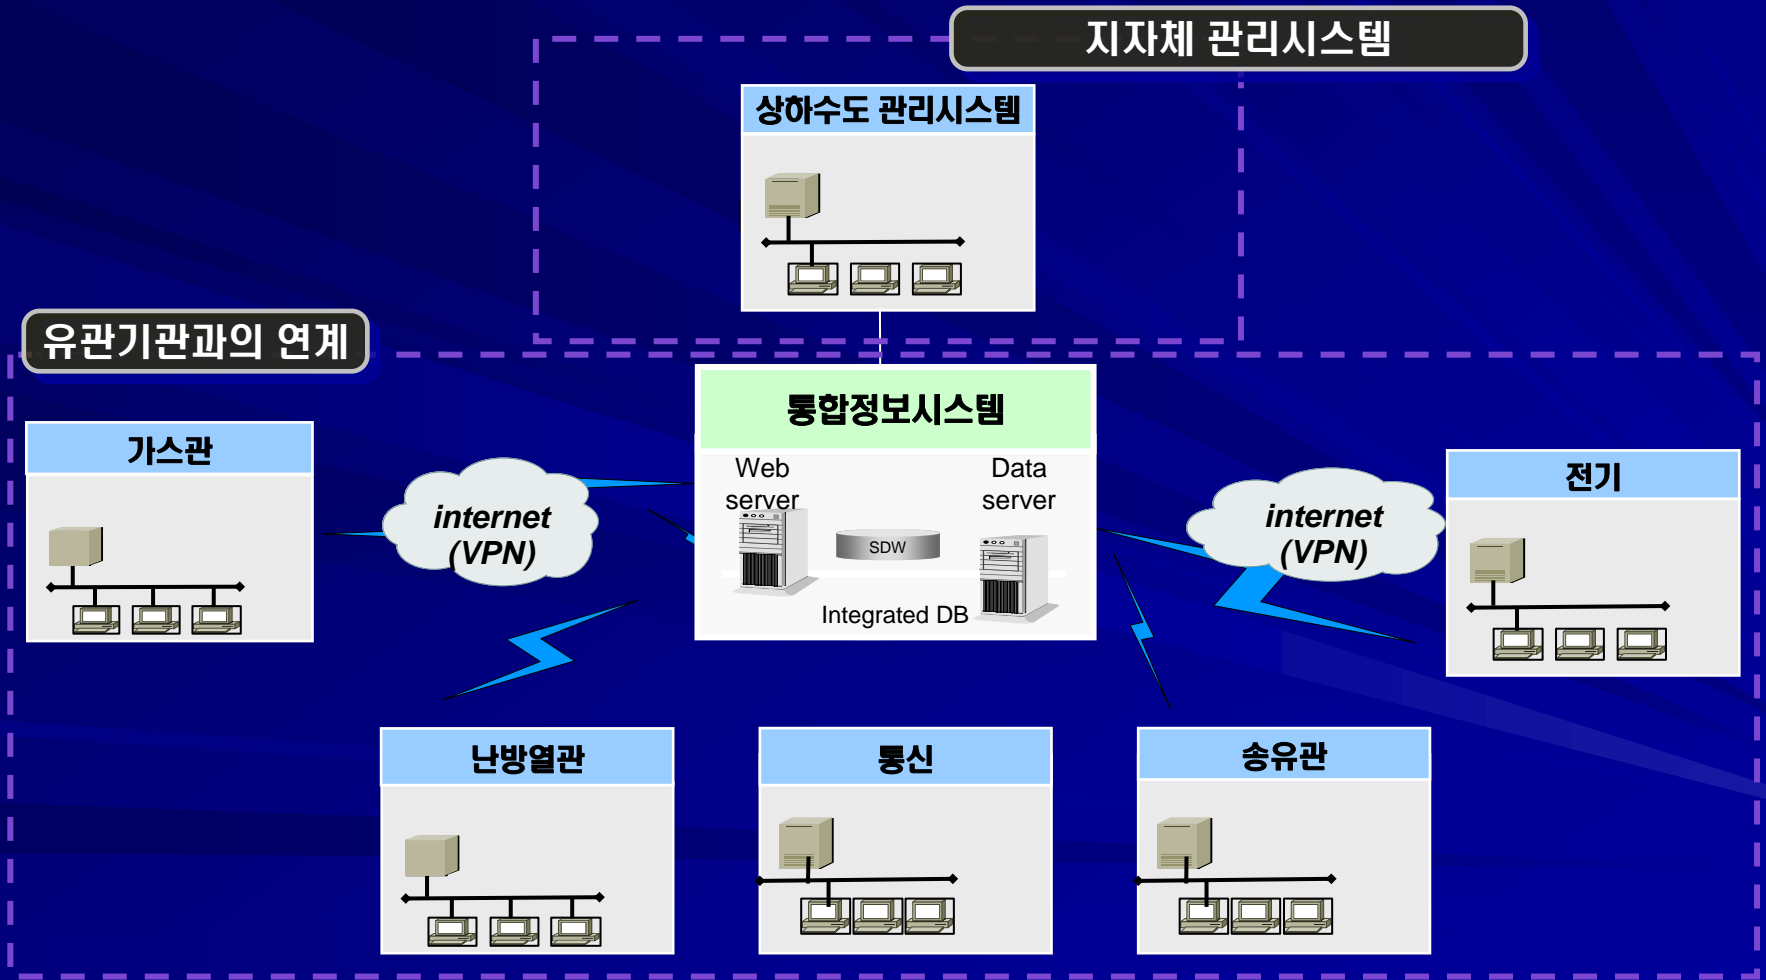 지자체 관리시스템
상하수도 관리시스템
유관기관과의 연계
통합정보시스템
가스관
전기
Web
server
Data
server
internet
(VPN)
internet
(VPN)
SDW
Integrated DB
난방열관
통신
송유관